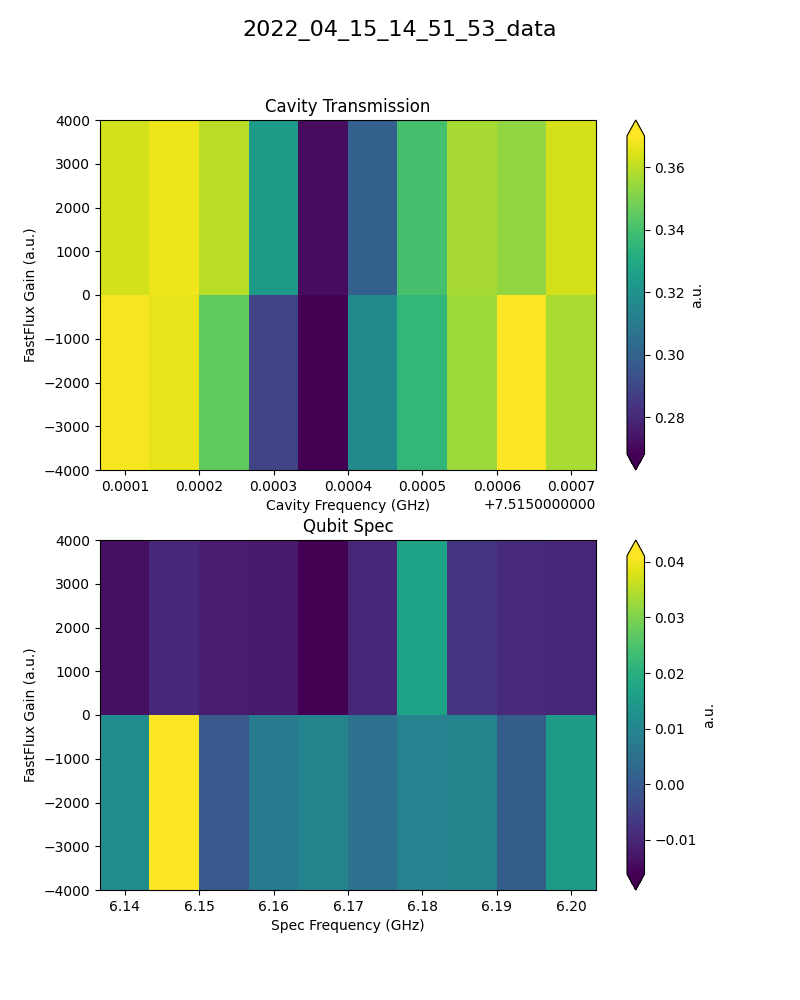 2022_04_15_14_51_53_data
Cavity Transmission
4000
3000
2000
1000
0
−1000
−2000
−3000
−4000
FastFlux Gain (a.u.)
0.0001 0.0002 0.0003 0.0004 0.0005 0.0006 0.0007
Cavity Frequency (GHz)
+7.5150000000
0.36
0.34
0.32
0.30
0.28
a.u.
Qubit Spec
4000
3000
2000
1000
0
−1000
−2000
−3000
−4000
FastFlux Gain (a.u.)
6.14 6.15 6.16 6.17 6.18 6.19 6.20
Spec Frequency (GHz)
0.04
0.03
0.02
0.01
0.00
−0.01
a.u.